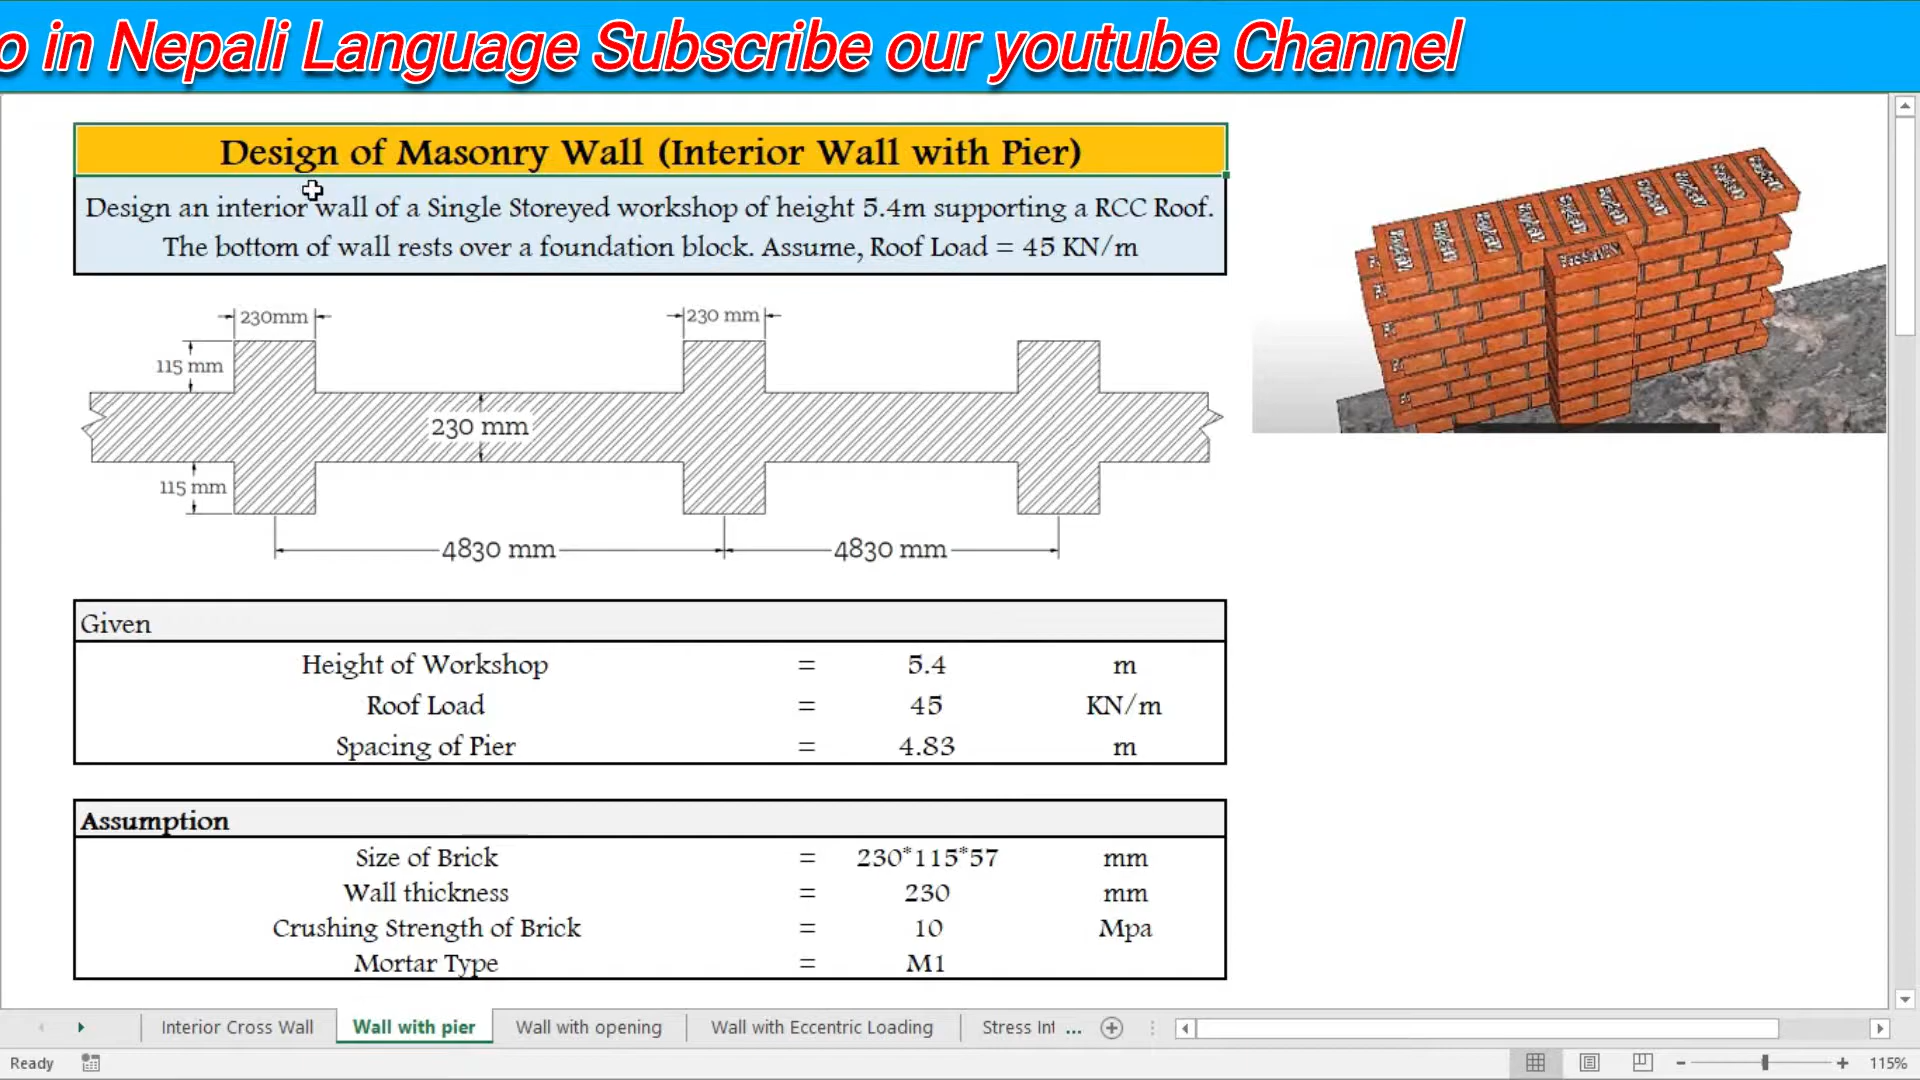 o in Nepali Language Subscribe our youtube Channel
Design of Masonry Wall (Interior Wall with Pier)
Design an interior wall of a Single Storeyed workshop of height 5.4m supporting a RCC Roof.
The bottom of wall rests over a foundation block. Assume, Roof Load = 45 KN/m
230mm
230 mm
115 mm
230 mm
115 mm
4830 mm
4830 mm
Given
Height of Workshop = 5.4 m
Roof Load = 45 KN/m
Spacing of Pier = 4.83 m
Assumption
Size of Brick = 230*115*57 mm
Wall thickness = 230 mm
Crushing Strength of Brick = 10 Mpa
Mortar Type = M1
Interior Cross Wall Wall with pier Wall with opening Wall with Eccentric Loading Stress Int ...
Ready 115%